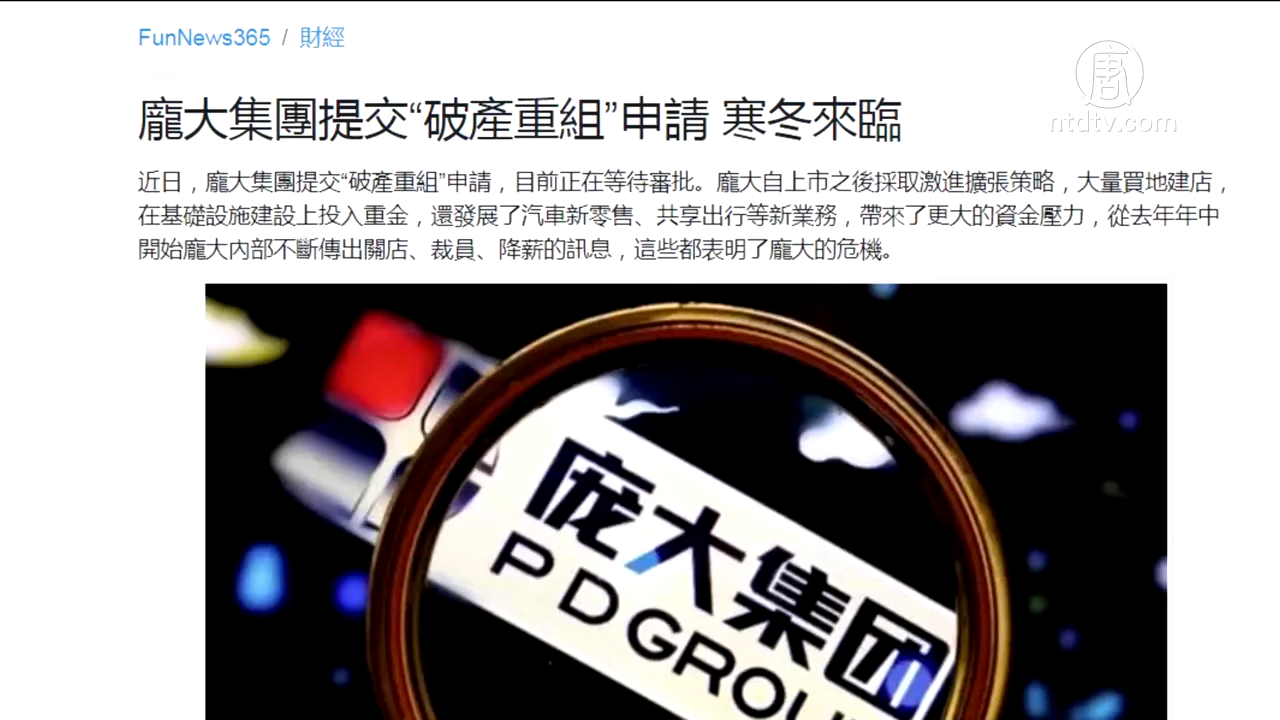 FunNews365 / 財經
唐
ntdtv.com
龐大集團提交“破產重組”申請 寒冬來臨
近日，龐大集團提交“破產重組”申請，目前正在等待審批。龐大自上市之後採取激進擴張策略，大量買地建店，
在基礎設施建設上投入重金，還發展了汽車新零售、共享出行等新業務，帶來了更大的資金壓力，從去年年中
開始龐大內部不斷傳出關店、裁員、降薪的訊息，這些都表明了龐大的危機。
庞大集团
PDGROU